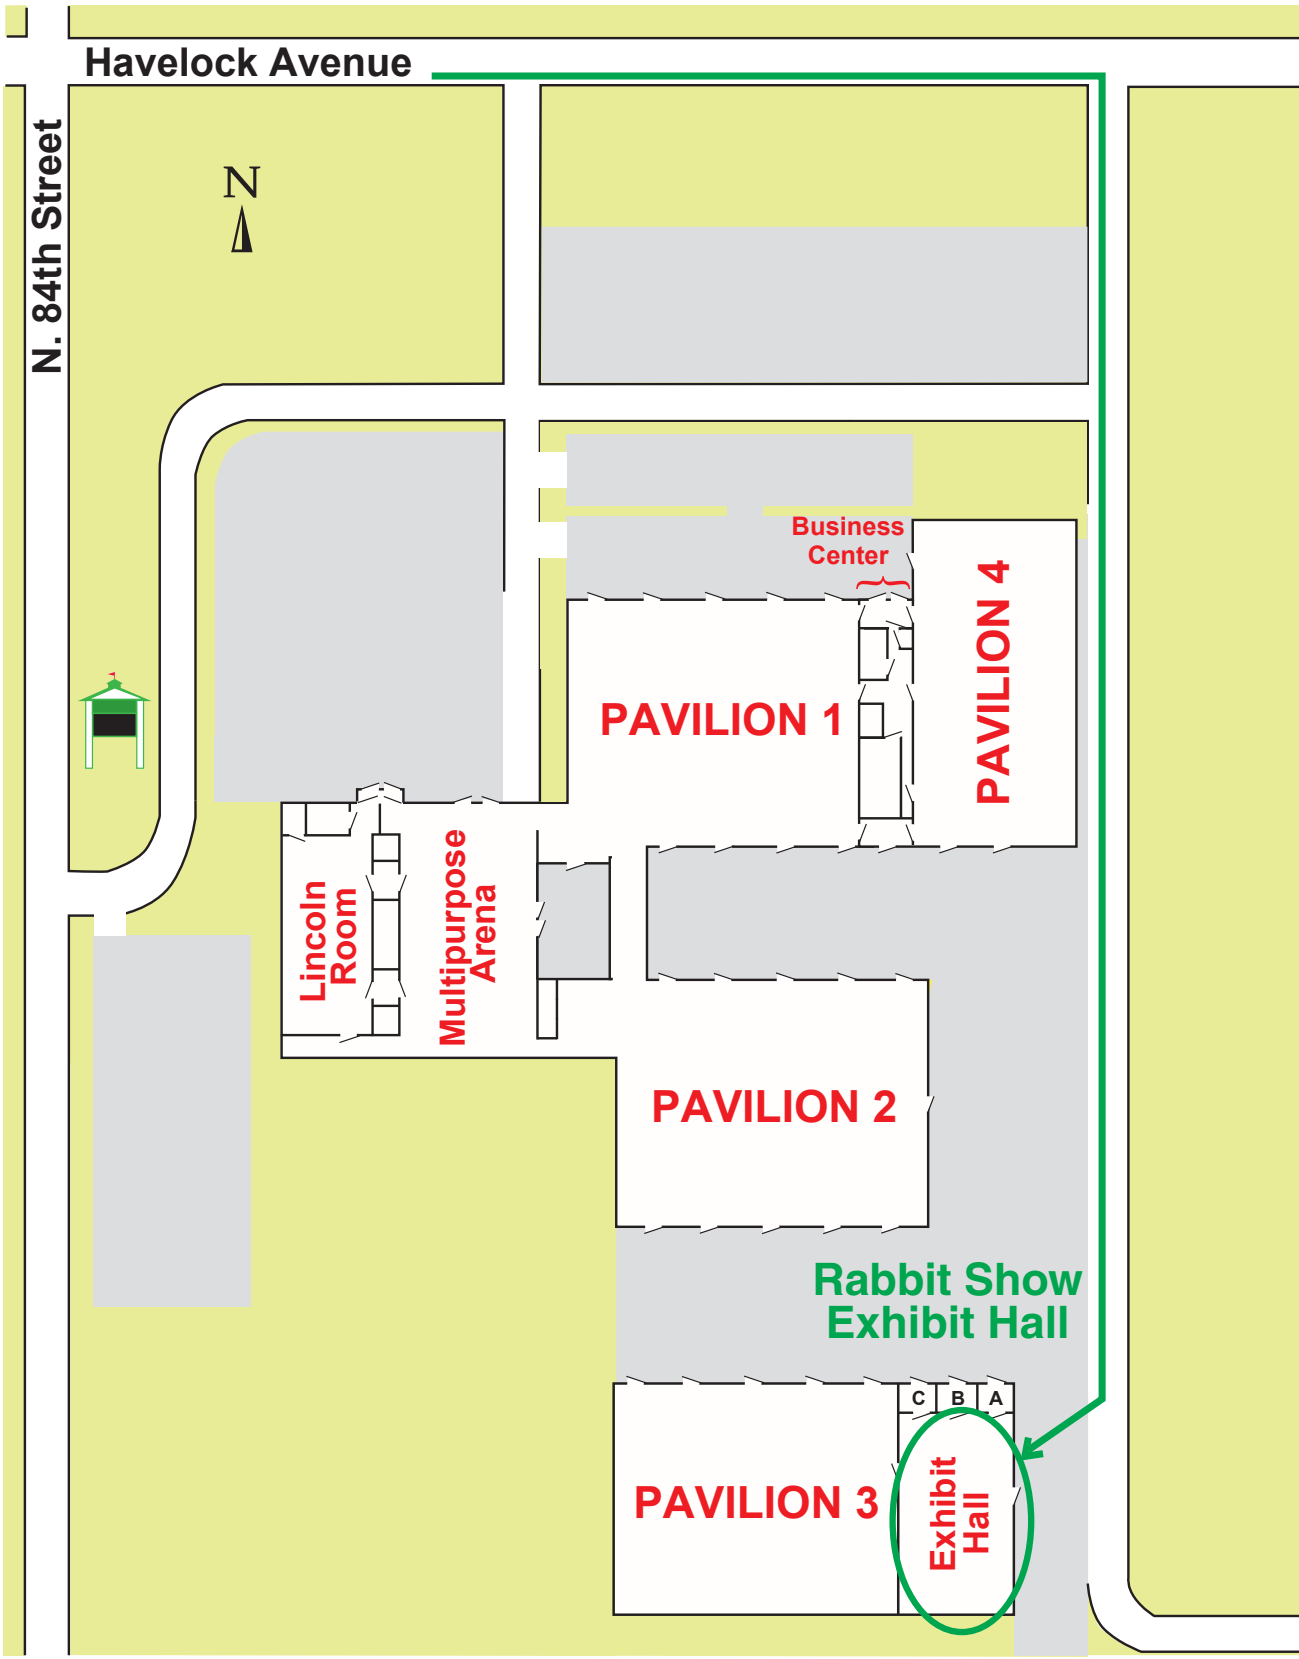 Havelock Avenue
N. 84th Street
N
Business
Center
PAVILION 4
PAVILION 1
Lincoln
Room
Multipurpose
Arena
PAVILION 2
Rabbit Show
Exhibit Hall
C B A
PAVILION 3
Exhibit
Hall